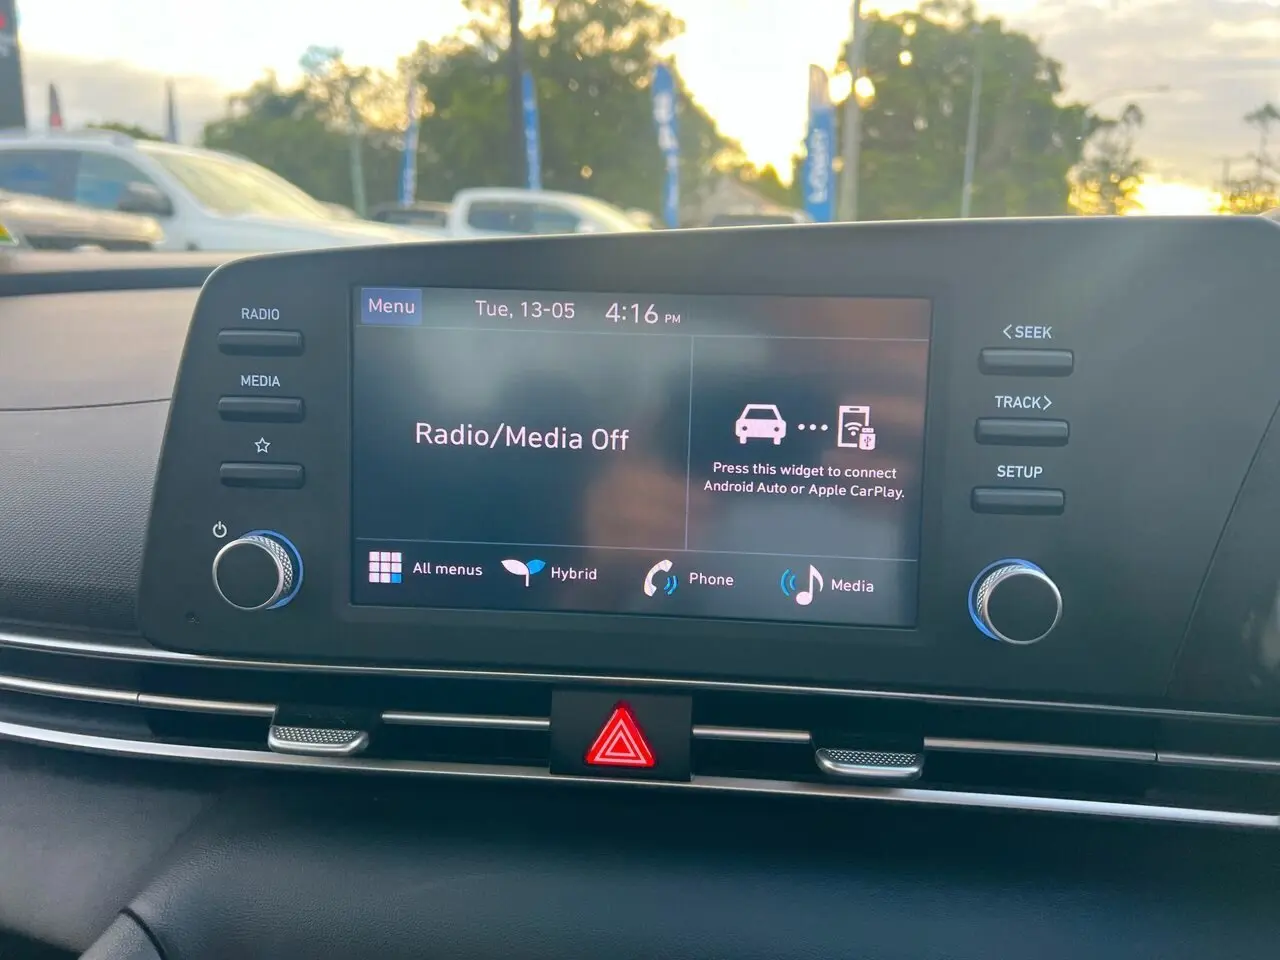 RADIO
MEDIA
Menu
Tue, 13-05
4:16 PM
Radio/Media Off
Press this widget to connect
Android Auto or Apple CarPlay.
All menus
Hybrid
Phone
Media
<SEEK
TRACK>
SETUP